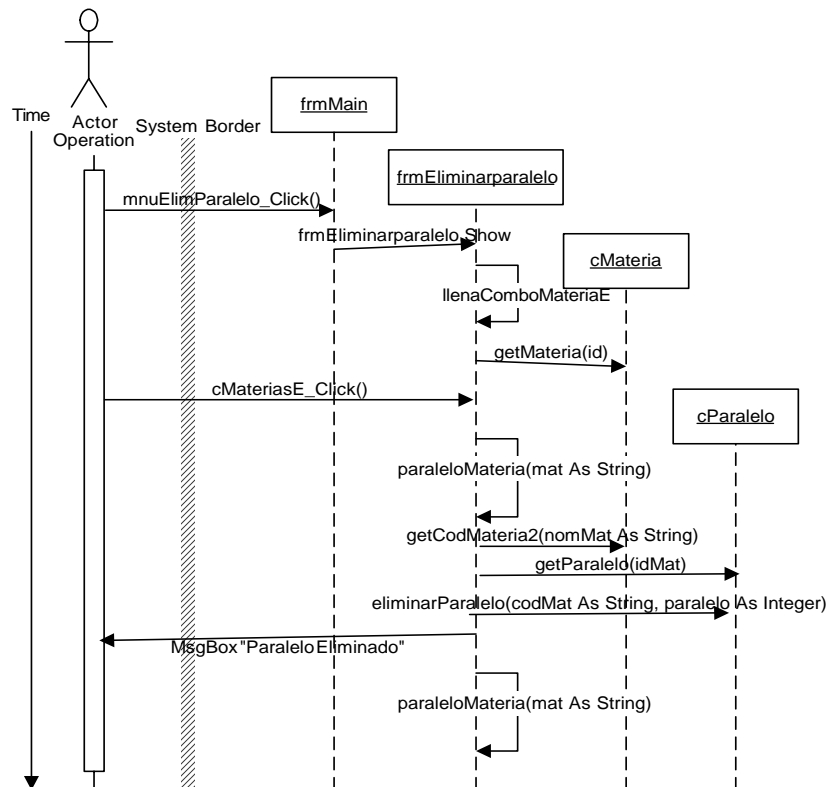 frmMain
Time
Actor
Operation
System Border
frmEliminarparalelo
mnuElimParalelo_Click()
frmEliminarparalelo.Show
cMateria
llenaComboMateriaE
getMateria(id)
cMateriasE_Click()
cParalelo
paraleloMateria(mat As String)
getCodMateria2(nomMat As String)
getParalelo(idMat)
eliminarParalelo(codMat As String, paralelo As Integer)
MsgBox "Paralelo Eliminado"
paraleloMateria(mat As String)